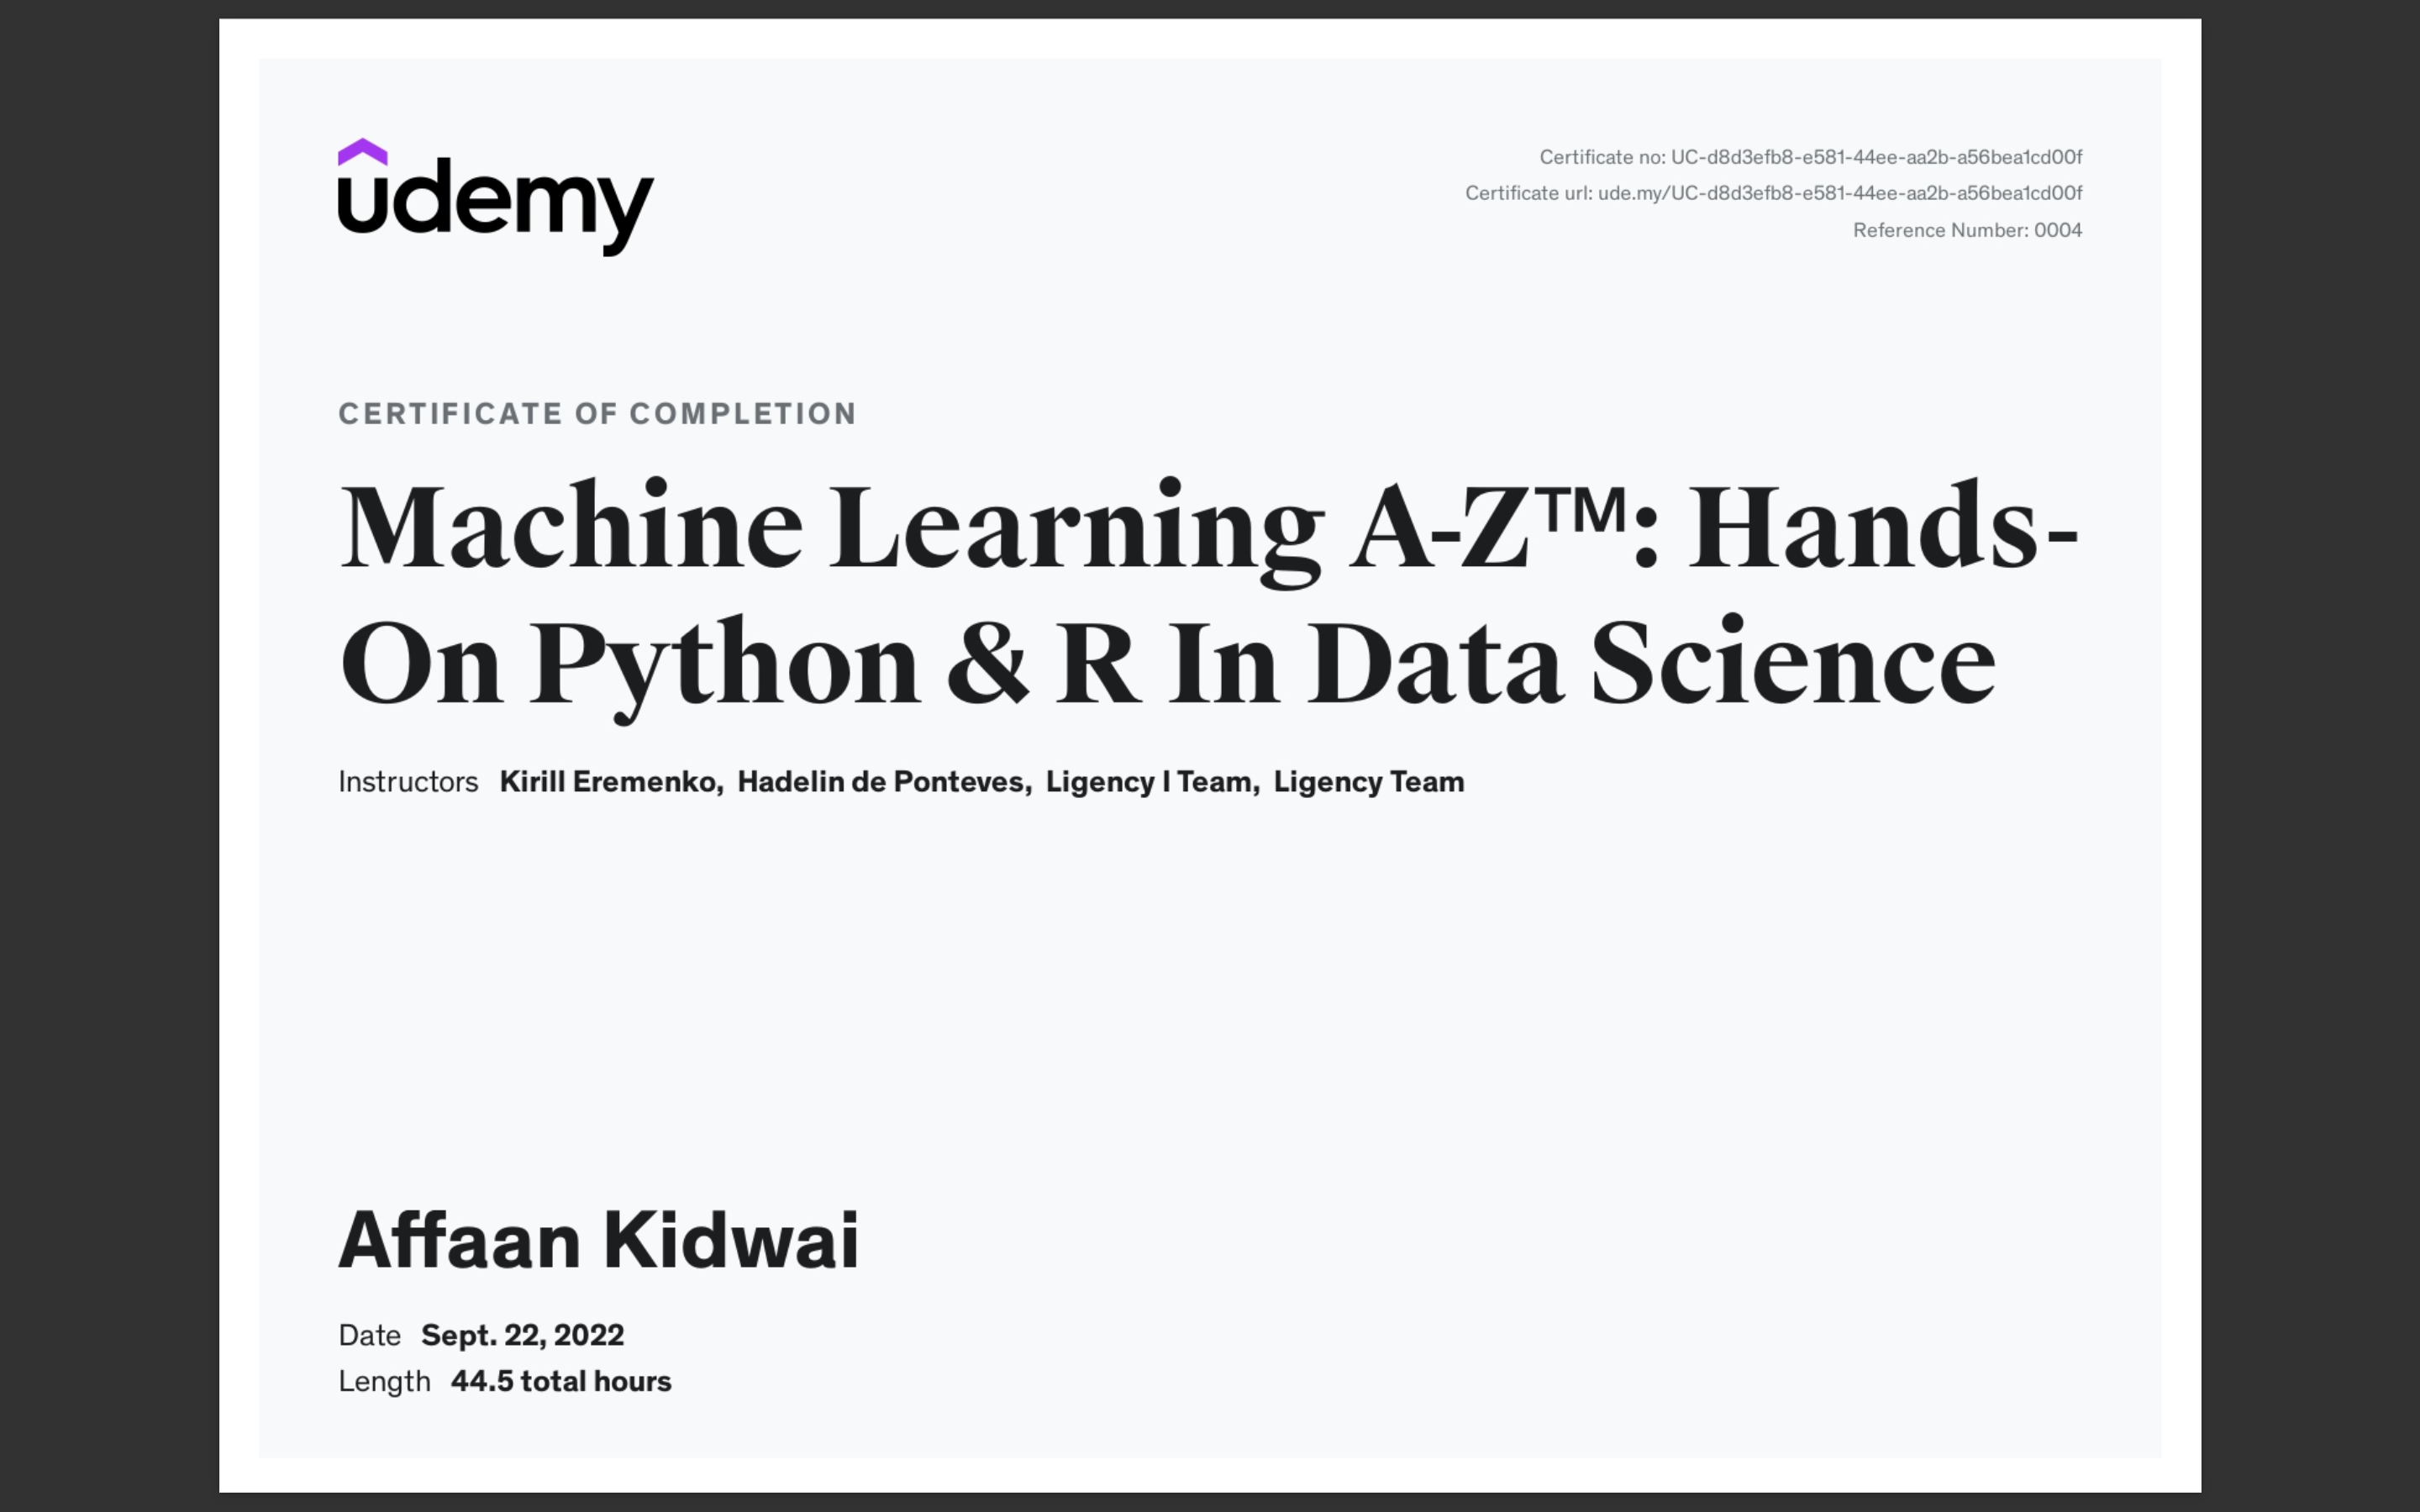 udemy
Certificate no: UC-d8d3efb8-e581-44ee-aa2b-a56bea1cd00f
Certificate url: ude.my/UC-d8d3efb8-e581-44ee-aa2b-a56bea1cd00f
Reference Number: 0004
CERTIFICATE OF COMPLETION
Machine Learning A-Z™: Hands-
On Python & R In Data Science
Instructors Kirill Eremenko, Hadelin de Ponteves, Ligency I Team, Ligency Team
Affaan Kidwai
Date Sept. 22, 2022
Length 44.5 total hours